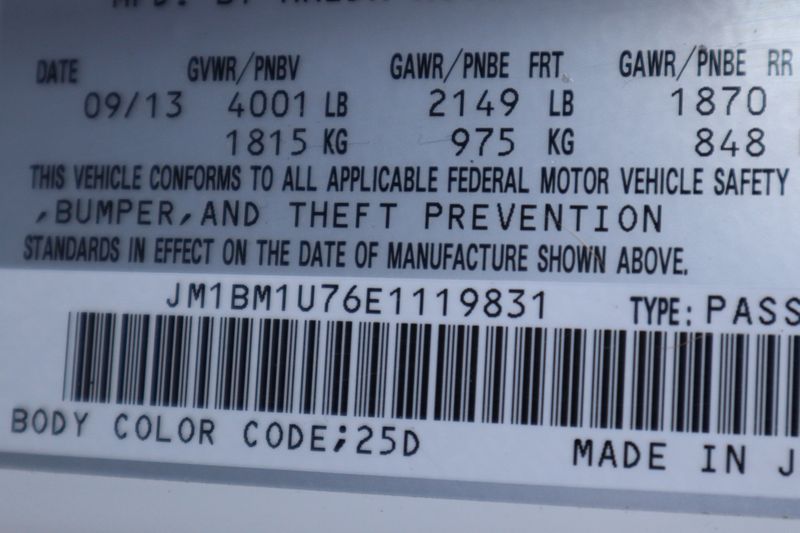 DATE GVWR/PNBV GAWR/PNBE FRT. GAWR/PNBE RR
09/13 4001 LB 2149 LB 1870
1815 KG 975 KG 848
THIS VEHICLE CONFORMS TO ALL APPLICABLE FEDERAL MOTOR VEHICLE SAFETY
,BUMPER,AND THEFT PREVENTION
STANDARDS IN EFFECT ON THE DATE OF MANUFACTURE SHOWN ABOVE.
JM1BM1U76E1119831 TYPE: PASS
BODY COLOR CODE;25D
MADE IN J